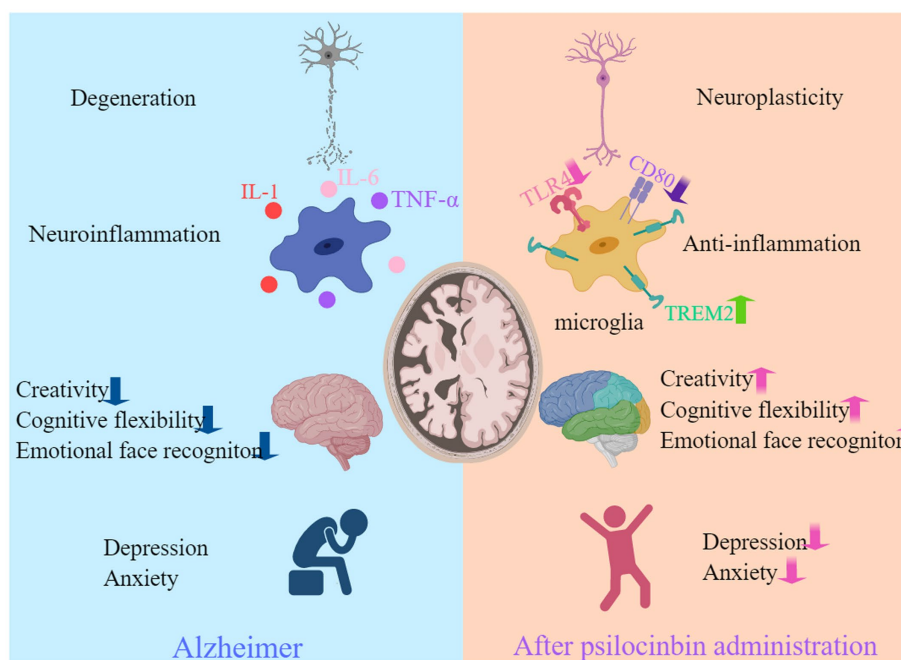 Degeneration
IL-1
IL-6
TNF-α
Neuroinflammation
Creativity
Cognitive flexibility
Emotional face recogniton
Depression
Anxiety
Alzheimer
Neuroplasticity
TLR4
CD80
Anti-inflammation
TREM2
microglia
Creativity
Cognitive flexibility
Emotional face recogniton
Depression
Anxiety
After psilocinbin administration